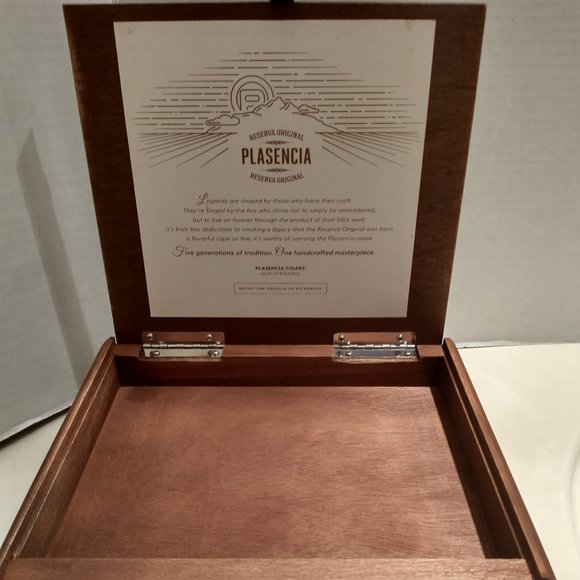 RESERVA ORIGINAL
PLASENCIA
RESERVA ORIGINAL
Legends are shaped by those who hone their craft.
They're forged by the few who strive not to simply be remembered,
but to live on forever through the product of their life's work.
It's from this dedication to creating a legacy that the Reserva Original was born:
a flavorful cigar so fine, it's worthy of carrying the Plasencia name.
Five generations of tradition. One handcrafted masterpiece.
PLASENCIA CIGARS
HECHO CON ORGULLO EN NICARAGUA